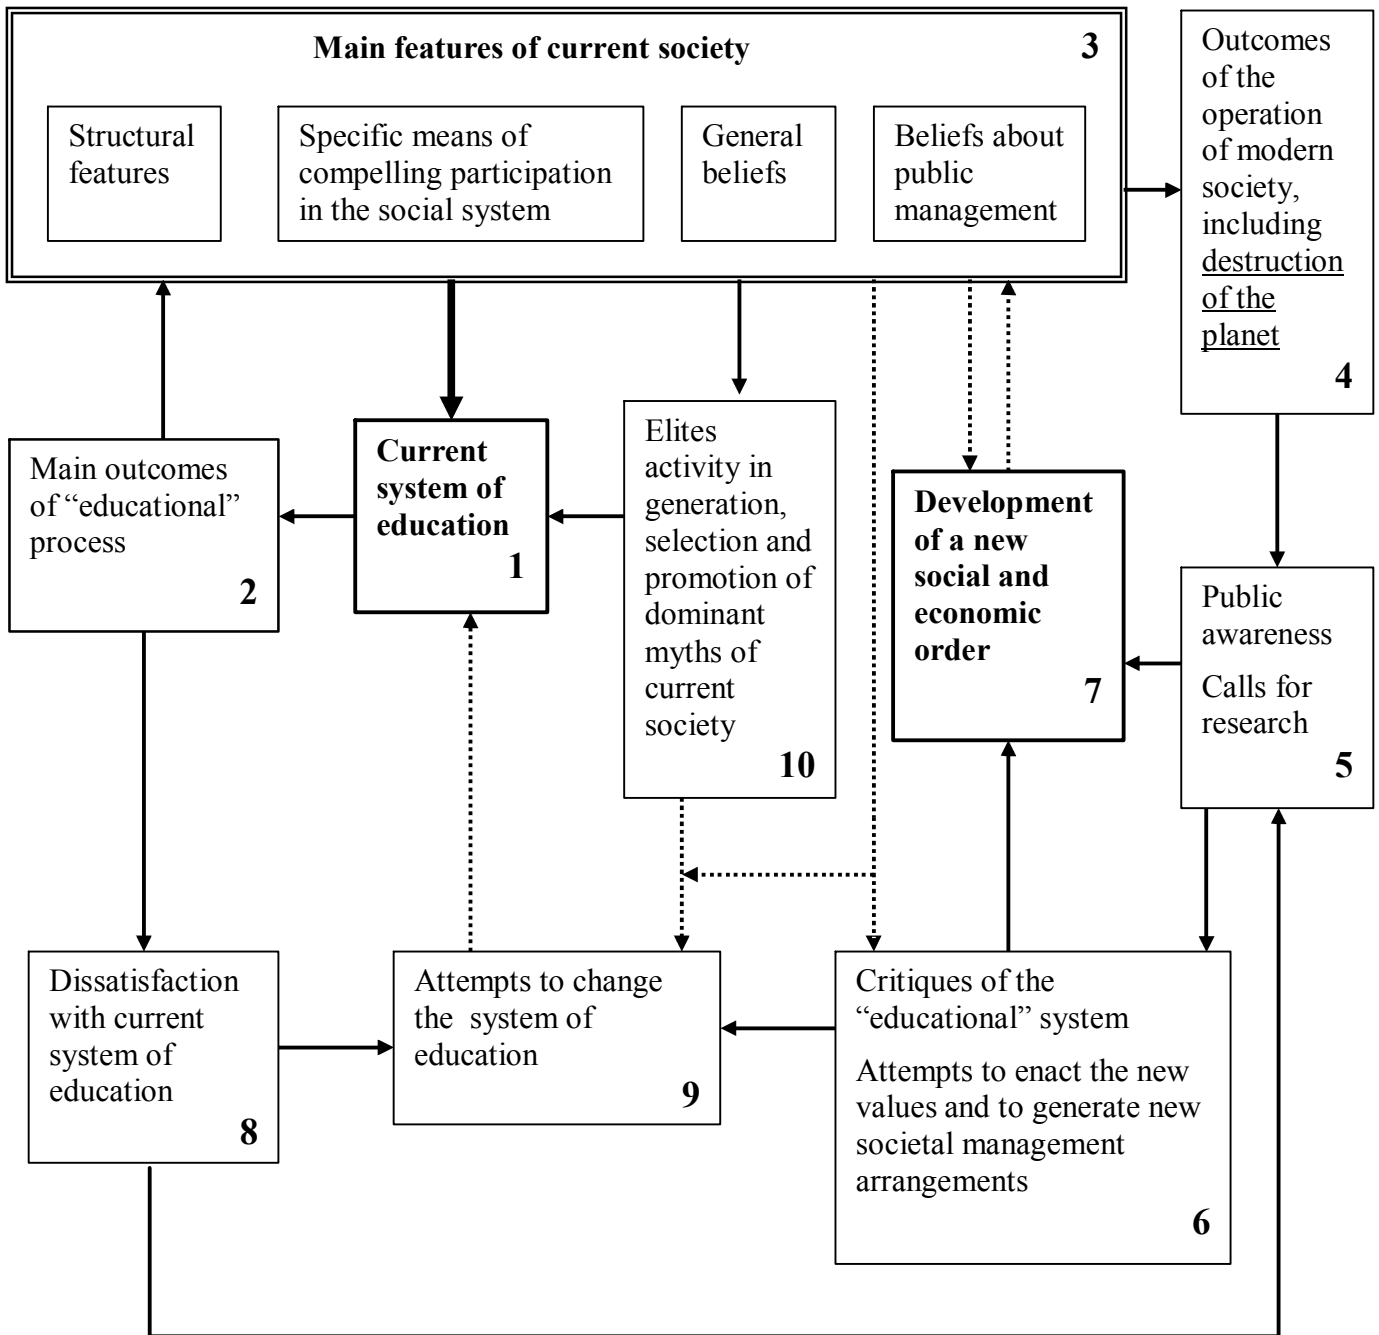 Main features of current society
3
Structural
features
Specific means of
compelling participation
in the social system
General
beliefs
Beliefs about
public
management
Outcomes
of the
operation
of modern
society,
including
destruction
of the
planet
4
Main outcomes
of “educational”
process
2
Current
system of
education
1
Elites
activity in
generation,
selection and
promotion of
dominant
myths of
current
society
10
Development
of a new
social and
economic
order
7
Public
awareness
Calls for
research
5
Dissatisfaction
with current
system of
education
8
Attempts to change
the system of
education
9
Critiques of the
“educational” system
Attempts to enact the new
values and to generate new
societal management
arrangements
6